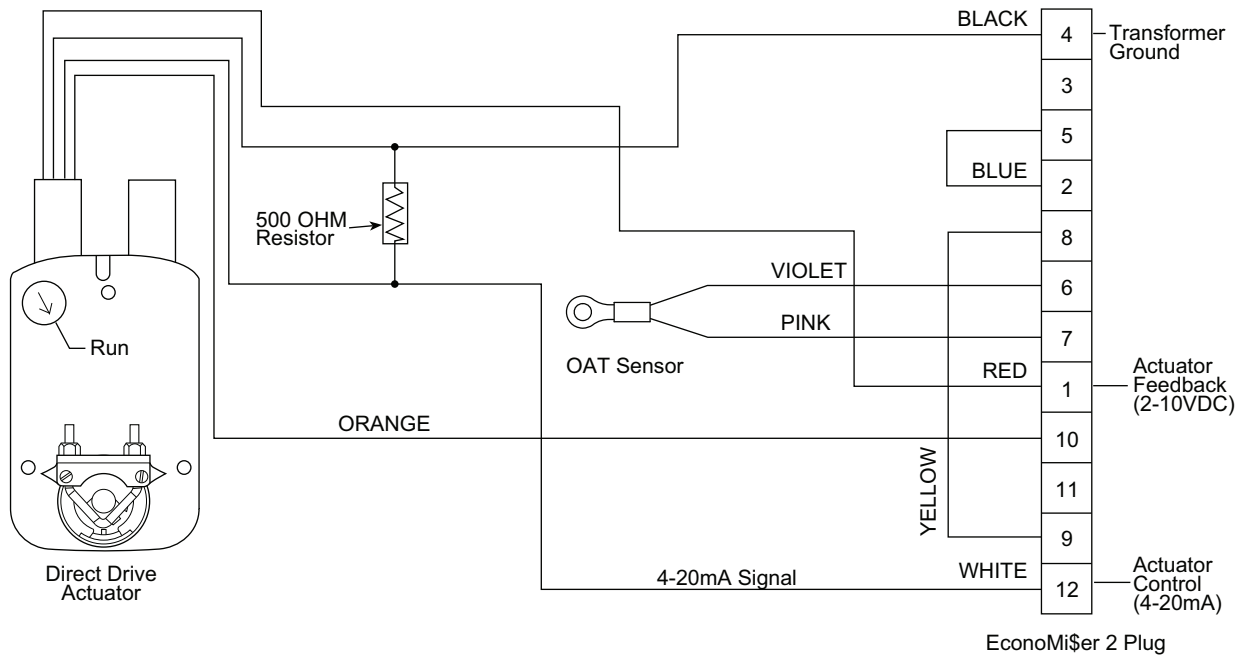 BLACK
4
Transformer
Ground
3
5
BLUE
2
8
500 OHM
Resistor
VIOLET
6
PINK
7
Run
OAT Sensor
RED
1
Actuator
Feedback
(2-10VDC)
ORANGE
10
YELLOW
11
9
Direct Drive
Actuator
4-20mA Signal
WHITE
12
Actuator
Control
(4-20mA)
EconoMi$er 2 Plug